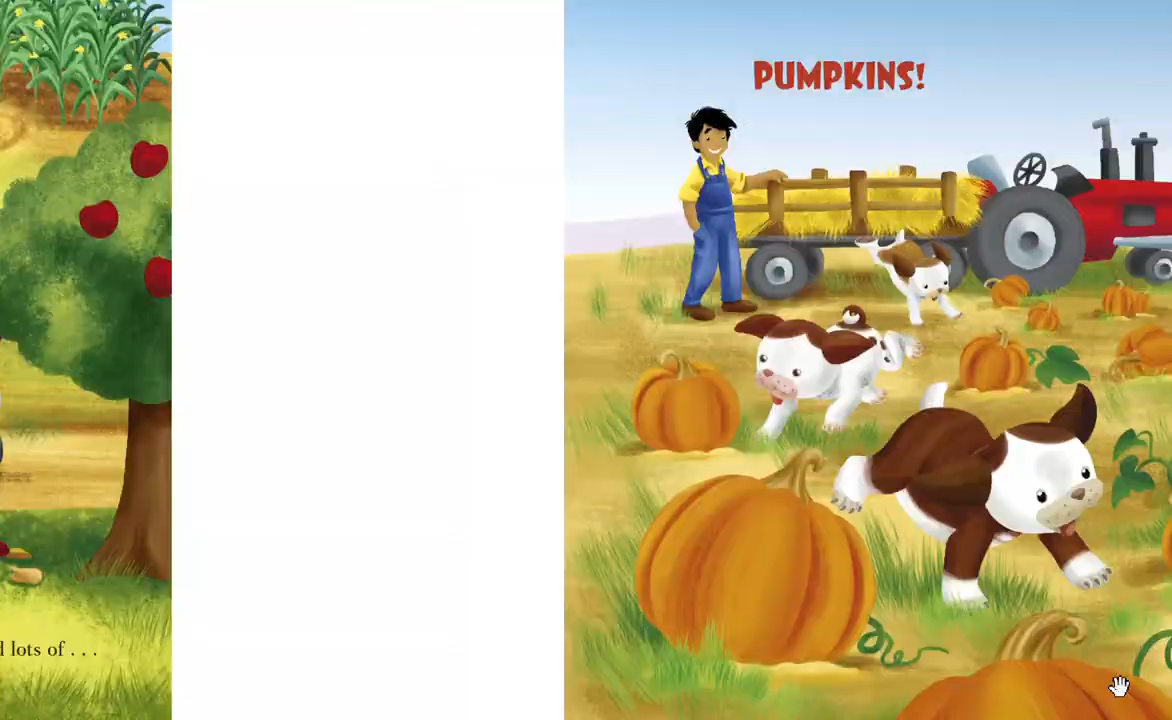 lots of . . .
PUMPKINS!